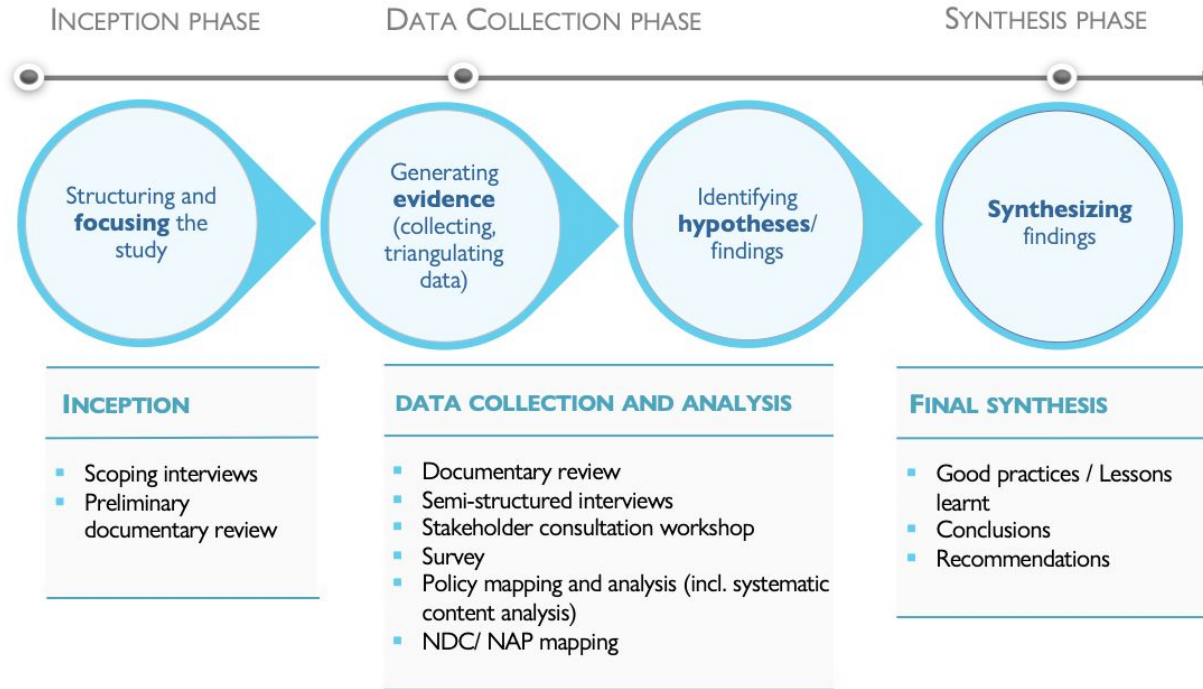 INCEPTION PHASE
DATA COLLECTION PHASE
SYNTHESIS PHASE
Structuring and
focusing the
study
Generating
evidence
(collecting,
triangulating
data)
Identifying
hypotheses/
findings
Synthesizing
findings
INCEPTION
Scoping interviews
Preliminary
documentary review
DATA COLLECTION AND ANALYSIS
Documentary review
Semi-structured interviews
Stakeholder consultation workshop
Survey
Policy mapping and analysis (incl. systematic
content analysis)
NDC/ NAP mapping
FINAL SYNTHESIS
Good practices / Lessons
learnt
Conclusions
Recommendations